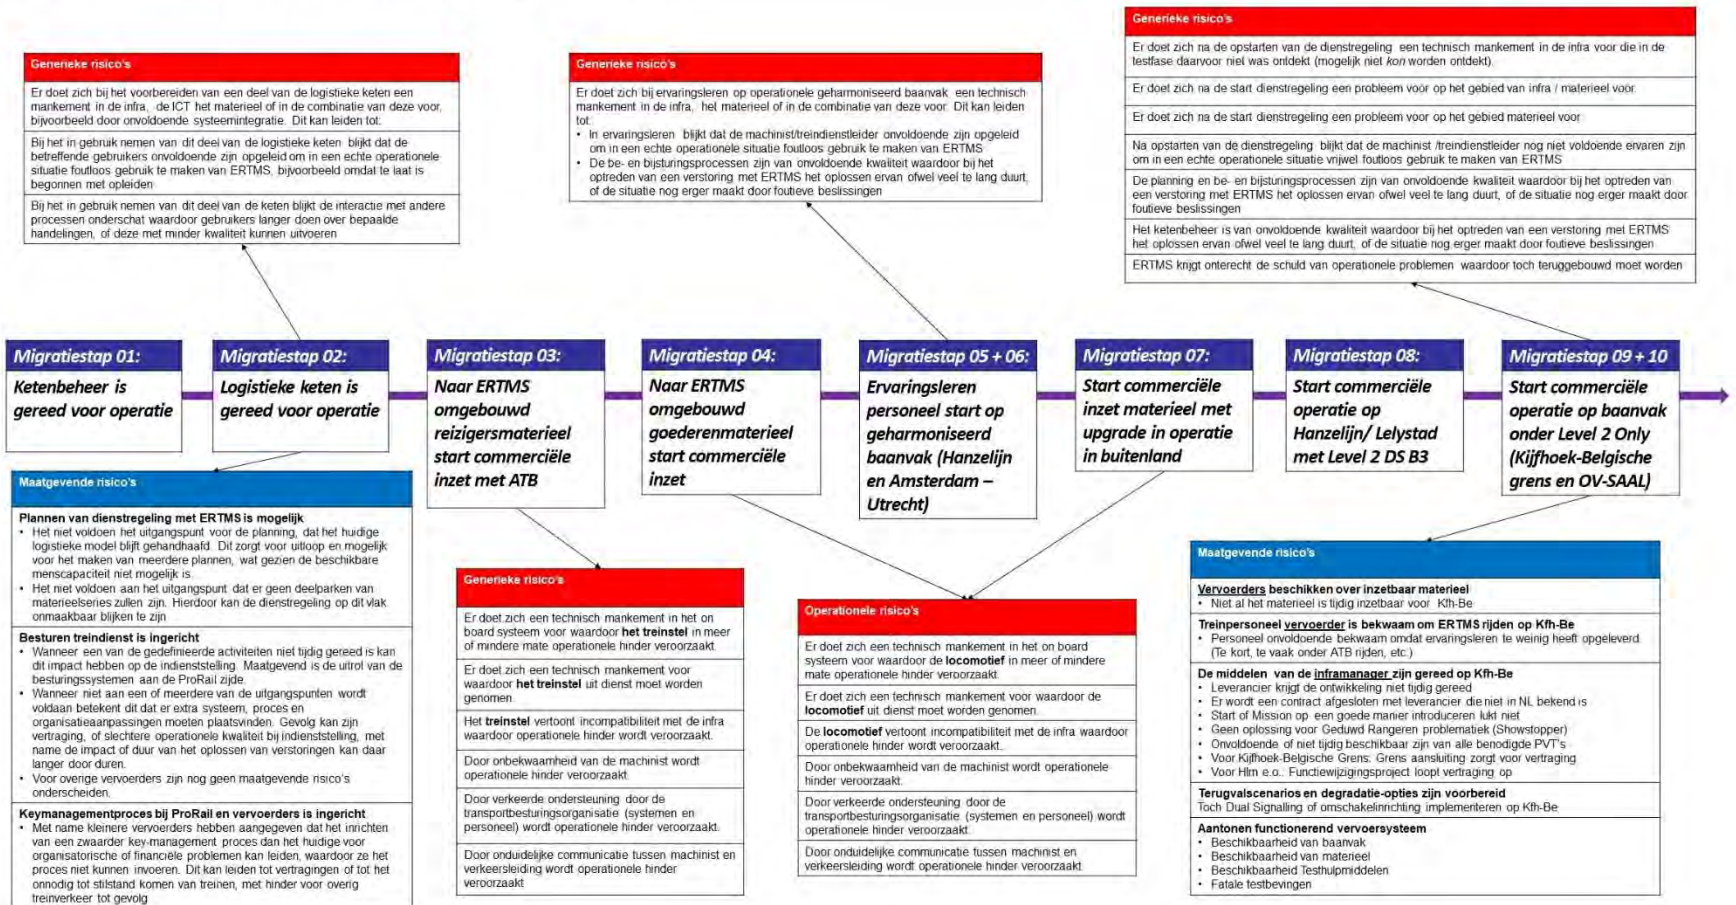 Generieke risico's
Er doet zich bij het voorbereiden van een deel van de logistieke keten een
mankement in de infra, de ICT het materieel of in de combinatie van deze voor,
bijvoorbeeld door onvoldoende systeemintegratie. Dit kan leiden tot:
Bij het in gebruik nemen van dit deel van de logistieke keten blijkt dat de
betreffende gebruikers onvoldoende zijn opgeleid om in een echte operationele
situatie foutloos gebruik te maken van ERTMS, bijvoorbeeld omdat te laat is
begonnen met opleiden
Bij het in gebruik nemen van dit deel van de keten blijkt de interactie met andere
processen onderschat waardoor gebruikers langer doen over bepaalde
handelingen, of deze met minder kwaliteit kunnen uitvoeren
Generieke risico's
Er doet zich bij ervaringsleren op operationele geharmoniseerd baanvak een technisch
mankement in de infra, het materieel of in de combinatie van deze voor. Dit kan leiden
tot:
• In ervaringsleren blijkt dat de machinist/treindienstleider onvoldoende zijn opgeleid
om in een echte operationele situatie foutloos gebruik te maken van ERTMS
• De be- en bijsturingsprocessen zijn van onvoldoende kwaliteit waardoor bij het
optreden van een verstoring met ERTMS het oplossen ervan ofwel veel te lang duurt,
of de situatie nog erger maakt door foutieve beslissingen
Generieke risico's
Er doet zich na de opstarten van de dienstregeling een technisch mankement in de infra voor die in de
testfase daarvoor niet was ontdekt (mogelijk niet kon worden ontdekt).
Er doet zich na de start dienstregeling een probleem voor op het gebied van infra / materieel voor
Er doet zich na de start dienstregeling een probleem voor op het gebied materieel voor
Na opstarten van de dienstregeling blijkt dat de machinist /treindienstleider nog niet voldoende ervaren zijn
om in een echte operationele situatie vrijwel foutloos gebruik te maken van ERTMS
De planning en be- en bijsturingsprocessen zijn van onvoldoende kwaliteit waardoor bij het optreden van
een verstoring met ERTMS het oplossen ervan ofwel veel te lang duurt, of de situatie nog erger maakt door
foutieve beslissingen
Het ketenbeheer is van onvoldoende kwaliteit waardoor bij het optreden van een verstoring met ERTMS
het oplossen ervan ofwel veel te lang duurt, of de situatie nog erger maakt door foutieve beslissingen
ERTMS krijgt onterecht de schuld van operationele problemen waardoor toch teruggebouwd moet worden
Migratiestap 01:
Ketenbeheer is
gereed voor operatie
Migratiestap 02:
Logistieke keten is
gereed voor operatie
Migratiestap 03:
Naar ERTMS
omgebouwd
reizigersmaterieel
start commerciële
inzet met ATB
Migratiestap 04:
Naar ERTMS
omgebouwd
goederenmaterieel
start commerciële
inzet
Migratiestap 05 + 06:
Ervaringsleren
personeel start op
geharmoniseerd
baanvak (Hanzelijn
en Amsterdam –
Utrecht)
Migratiestap 07:
Start commerciële
inzet materieel met
upgrade in operatie
in buitenland
Migratiestap 08:
Start commerciële
operatie op
Hanzelijn/ Lelystad
met Level 2 DS B3
Migratiestap 09 + 10
Start commerciële
operatie op baanvak
onder Level 2 Only
(Kijfhoek-Belgische
grens en OV-SAAL)
Maatgevende risico's
Plannen van dienstregeling met ERTMS is mogelijk
• Het niet voldoen het uitgangspunt voor de planning, dat het huidige
logistieke model blijft gehandhaafd. Dit zorgt voor uitloop en mogelijk
voor het maken van meerdere plannen, wat gezien de beschikbare
menscapaciteit niet mogelijk is.
• Het niet voldoen aan het uitgangspunt dat er geen deelparken van
materieelseries zullen zijn. Hierdoor kan de dienstregeling op dit vlak
onmaakbaar blijken te zijn
Besturen treindienst is ingericht
• Wanneer een van de gedefinieerde activiteiten niet tijdig gereed is kan
dit impact hebben op de indienststelling. Maatgevend is de uitrol van de
besturingssystemen aan de ProRail zijde.
• Wanneer niet aan een of meerdere van de uitgangspunten wordt
voldaan betekent dit dat er extra systeem, proces en
organisatieaanpassingen moeten plaatsvinden. Gevolg kan zijn
vertraging, of slechtere operationele kwaliteit bij indienststelling, met
name de impact of duur van het oplossen van verstoringen kan daar
langer door duren.
• Voor overige vervoerders zijn nog geen maatgevende risico's
onderscheiden.
Keymanagementproces bij ProRail en vervoerders is ingericht
• Met name kleinere vervoerders hebben aangegeven dat het inrichten
van een zwaarder key-management proces dan het huidige voor
organisatorische of financiële problemen kan leiden, waardoor ze het
proces niet kunnen invoeren. Dit kan leiden tot vertragingen of tot het
onnodig tot stilstand komen van treinen, met hinder voor overig
treinverkeer tot gevolg
Generieke risico's
Er doet zich een technisch mankement in het on
board systeem voor waardoor het treinstel in meer
of mindere mate operationele hinder veroorzaakt.
Er doet zich een technisch mankement voor
waardoor het treinstel uit dienst moet worden
genomen.
Het treinstel vertoont incompatibiliteit met de infra
waardoor operationele hinder wordt veroorzaakt.
Door onbekwaamheid van de machinist wordt
operationele hinder veroorzaakt.
Door verkeerde ondersteuning door de
transportbesturingsorganisatie (systemen en
personeel) wordt operationele hinder veroorzaakt.
Door onduidelijke communicatie tussen machinist en
verkeersleiding wordt operationele hinder
veroorzaakt
Operationele risico's
Er doet zich een technisch mankement in het on board
systeem voor waardoor de locomotief in meer of mindere
mate operationele hinder veroorzaakt.
Er doet zich een technisch mankement voor waardoor de
locomotief uit dienst moet worden genomen.
De locomotief vertoont incompatibiliteit met de infra waardoor
operationele hinder wordt veroorzaakt.
Door onbekwaamheid van de machinist wordt operationele
hinder veroorzaakt.
Door verkeerde ondersteuning door de
transportbesturingsorganisatie (systemen en personeel) wordt
operationele hinder veroorzaakt.
Door onduidelijke communicatie tussen machinist en
verkeersleiding wordt operationele hinder veroorzaakt
Maatgevende risico's
Vervoerders beschikken over inzetbaar materieel
• Niet al het materieel is tijdig inzetbaar voor Kfh-Be
Treinpersoneel vervoerder is bekwaam om ERTMS rijden op Kfh-Be
• Personeel onvoldoende bekwaam omdat ervaringsleren te weinig heeft opgeleverd.
(Te kort, te vaak onder ATB rijden, etc.)
De middelen van de inframanager zijn gereed op Kfh-Be
• Leverancier krijgt de ontwikkeling niet tijdig gereed
• Er wordt een contract afgesloten met leverancier die niet in NL bekend is
• Start of Mission op een goede manier introduceren lukt niet
• Geen oplossing voor Geduwd Rangeren problematiek (Showstopper)
• Onvoldoende of niet tijdig beschikbaar zijn van alle benodigde PVT's
• Voor Kijfhoek-Belgische Grens: Grens aansluiting zorgt voor vertraging
• Voor Hlm e.o.: Functiewijzigingsproject loopt vertraging op
Terugvalscenarios en degradatie-opties zijn voorbereid
Toch Dual Signalling of omschakelinrichting implementeren op Kfh-Be
Aantonen functionerend vervoersysteem
• Beschikbaarheid van baanvak
• Beschikbaarheid van materieel
• Beschikbaarheid Testhulpmiddelen
• Fatale testbevingen